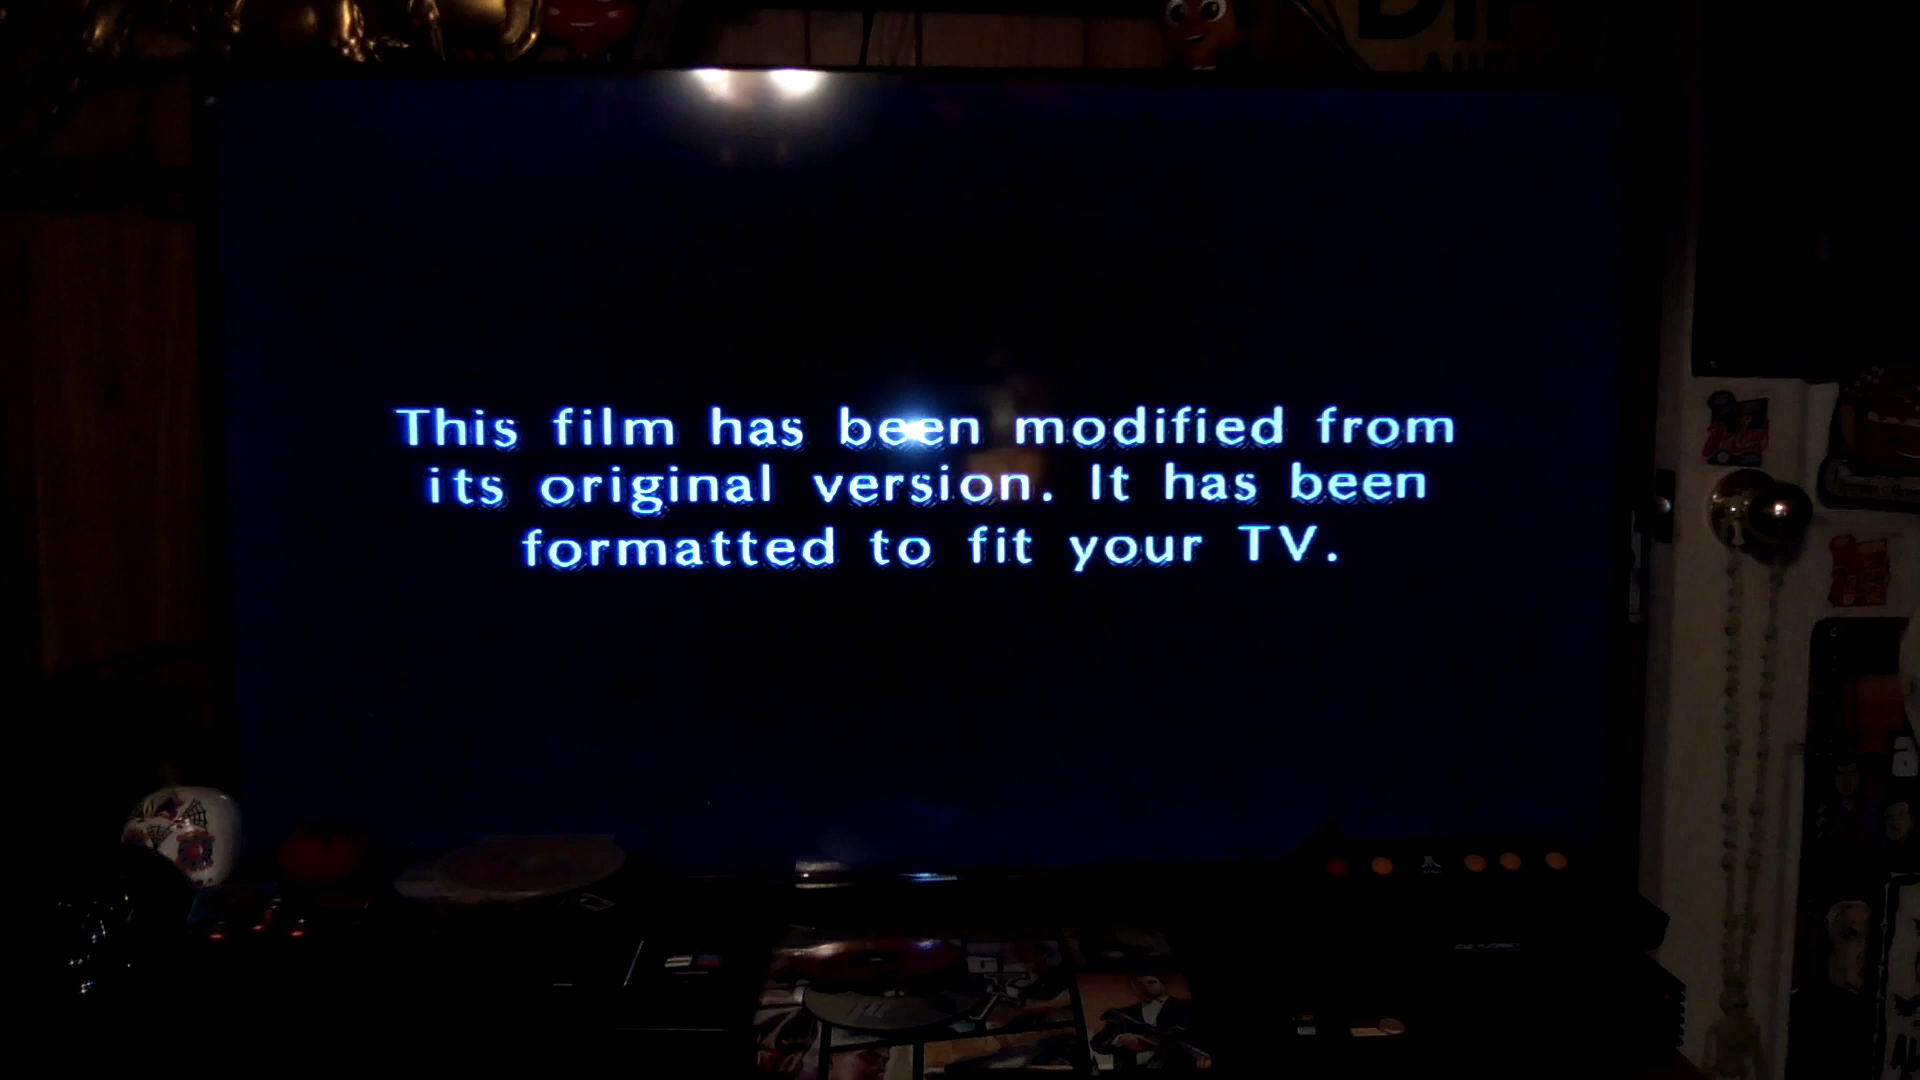 This film has been modified from
its original version. It has been
formatted to fit your TV.